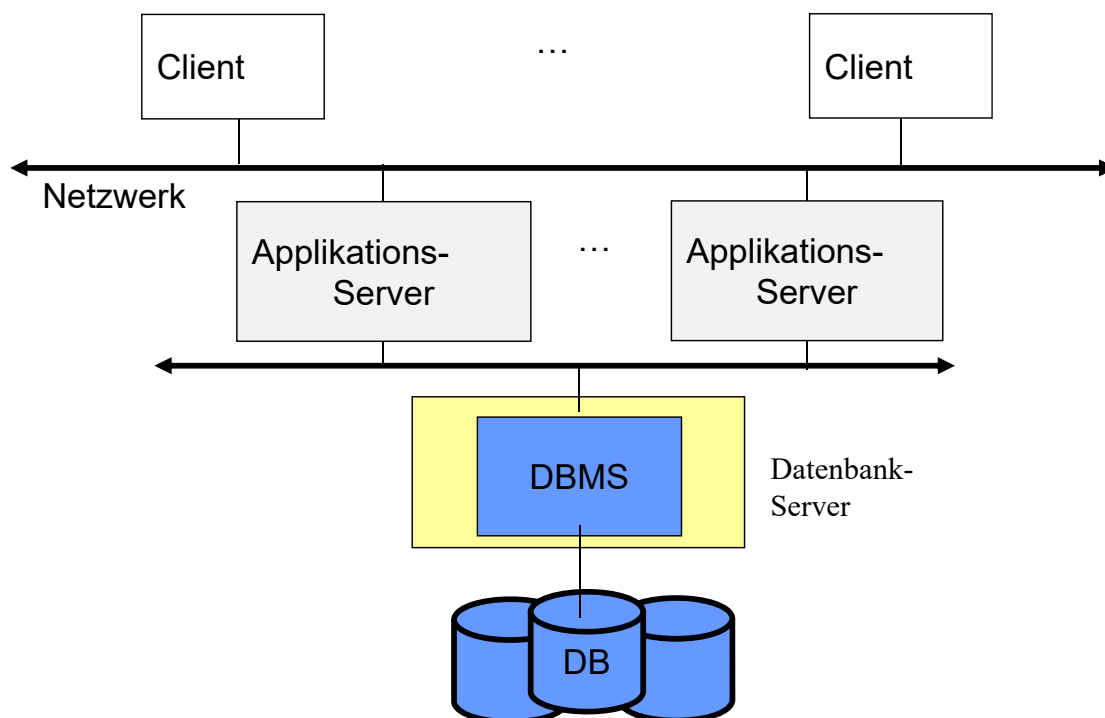 Client
…
Client
Netzwerk
Applikations-
Server
…
Applikations-
Server
DBMS
Datenbank-
Server
DB